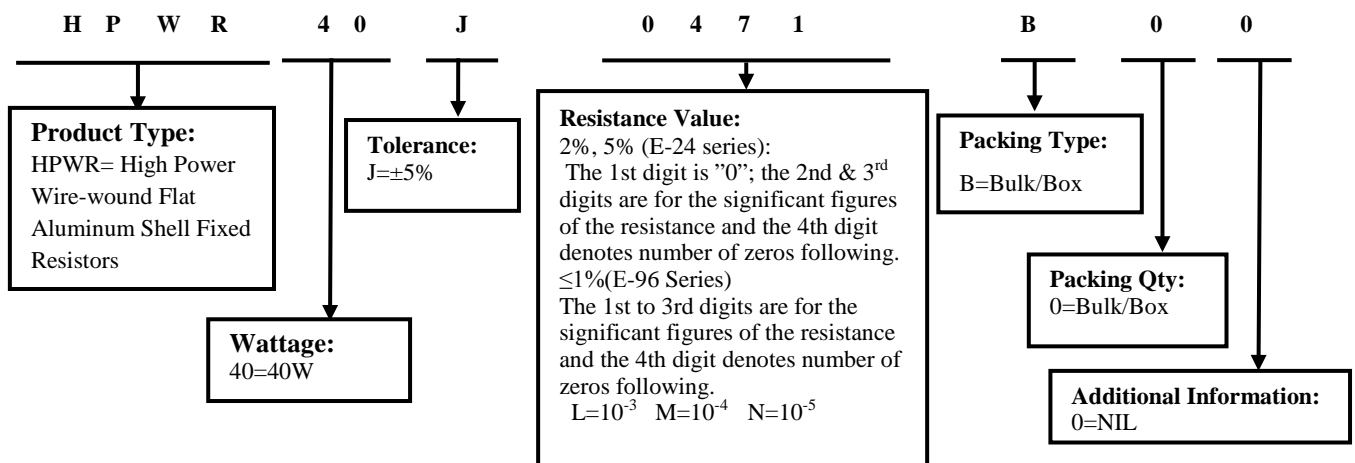 H P W R 4 0 J 0 4 7 1 B 0 0
Product Type:
HPWR= High Power
Wire-wound Flat
Aluminum Shell Fixed
Resistors
Wattage:
40=40W
Tolerance:
J=±5%
Resistance Value:
2%, 5% (E-24 series):
The 1st digit is ”0”; the 2nd & 3rd
digits are for the significant figures
of the resistance and the 4th digit
denotes number of zeros following.
≤1%(E-96 Series)
The 1st to 3rd digits are for the
significant figures of the resistance
and the 4th digit denotes number of
zeros following.
L=10-3 M=10-4 N=10-5
Packing Type:
B=Bulk/Box
Packing Qty:
0=Bulk/Box
Additional Information:
0=NIL